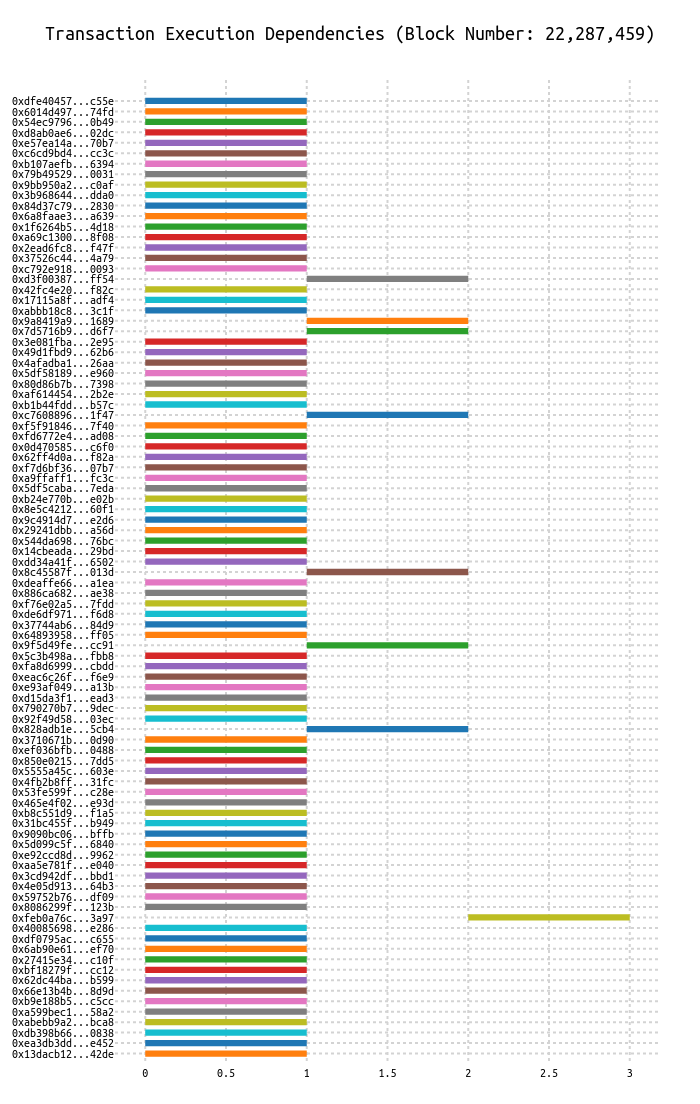 Transaction Execution Dependencies (Block Number: 22,287,459)
0xdfe40457...c55e
0x6014d497...74fd
0x54ec9796...0b49
0xd8ab0ae6...02dc
0xe57ea14a...70b7
0xc6cd9bd4...cc3c
0xb107aefb...6394
0x79b49529...0031
0x9bb950a2...c0af
0x3b968644...dda0
0x84d37c79...2830
0x6a8faae3...a639
0x1f6264b5...4d18
0xa69c1300...8f08
0x2ead6fc8...f47f
0x37526c44...4a79
0xc792e918...0093
0xd3f00387...ff54
0x42fc4e20...f82c
0x17115a8f...adf4
0xabbb18c8...3c1f
0x9a8419a9...1689
0x7d5716b9...d6f7
0x3e081fba...2e95
0x49d1fbd9...62b6
0x4afadba1...26aa
0x5df58189...e960
0x80d86b7b...7398
0xaf614454...2b2e
0xb1b44fdd...b57c
0xc7608896...1f47
0xf5f91846...7f40
0xfd6772e4...ad08
0x0d470585...c6f0
0x62ff4d0a...f82a
0xf7d6bf36...07b7
0xa9ffaff1...fc3c
0x5df5caba...7eda
0xb24e770b...e02b
0x8e5c4212...60f1
0x9c4914d7...e2d6
0x29241dbb...a56d
0x544da698...76bc
0x14cbeada...29bd
0xdd34a41f...6502
0x8c45587f...013d
0xdeaffe66...a1ea
0x886ca682...ae38
0xf76e02a5...7fdd
0xde6df971...f6d8
0x37744ab6...84d9
0x64893958...ff05
0x9f5d49fe...cc91
0x5c3b498a...fbb8
0xfa8d6999...cbdd
0xeac6c26f...f6e9
0xe93af049...a13b
0xd15da3f1...ead3
0x790270b7...9dec
0x92f49d58...03ec
0x828adb1e...5cb4
0x3710671b...0d90
0xef036bfb...0488
0x850e0215...7dd5
0x5555a45c...603e
0x4fb2b8ff...31fc
0x53fe599f...c28e
0x465e4f02...e93d
0xb8c551d9...f1a5
0x31bc455f...b949
0x9090bc06...bffb
0x5d099c5f...6840
0xe92ccd8d...9962
0xaa5e781f...e040
0x3cd942df...bbd1
0x4e05d913...64b3
0x59752b76...df09
0x8086299f...123b
0xfeb0a76c...3a97
0x40085698...e286
0xdf0795ac...c655
0x6ab90e61...ef70
0x27415e34...c10f
0xbf18279f...cc12
0x62dc44ba...b599
0x66e13b4b...8d9d
0xb9e188b5...c5cc
0xa599bec1...58a2
0xabebb9a2...bca8
0xdb398b66...0838
0xea3db3dd...e452
0x13dacb12...42de
0 0.5 1 1.5 2 2.5 3